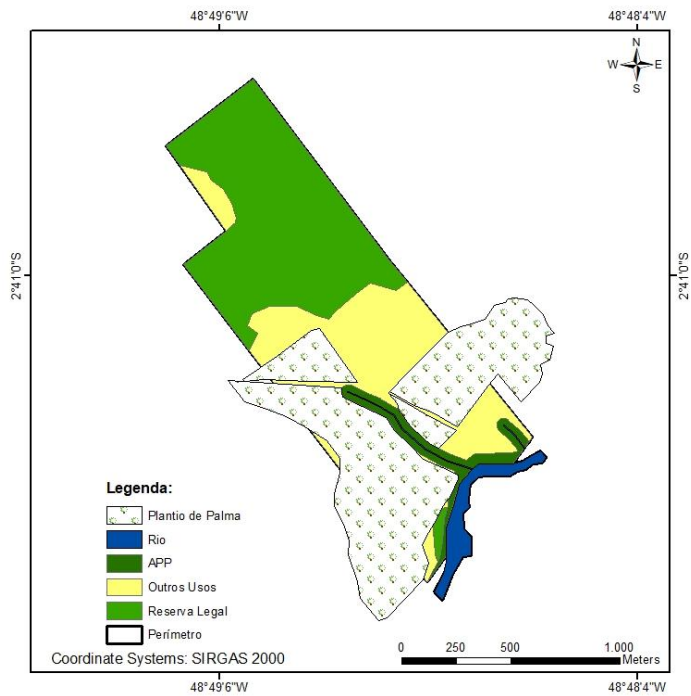 48°49'6"W
48°48'4"W
N
W
E
S
2°41'0"S
2°41'0"S
Legenda:
Plantio de Palma
Rio
APP
Outros Usos
Reserva Legal
Perímetro
0 250 500 1.000
Meters
Coordinate Systems: SIRGAS 2000
48°49'6"W
48°48'4"W